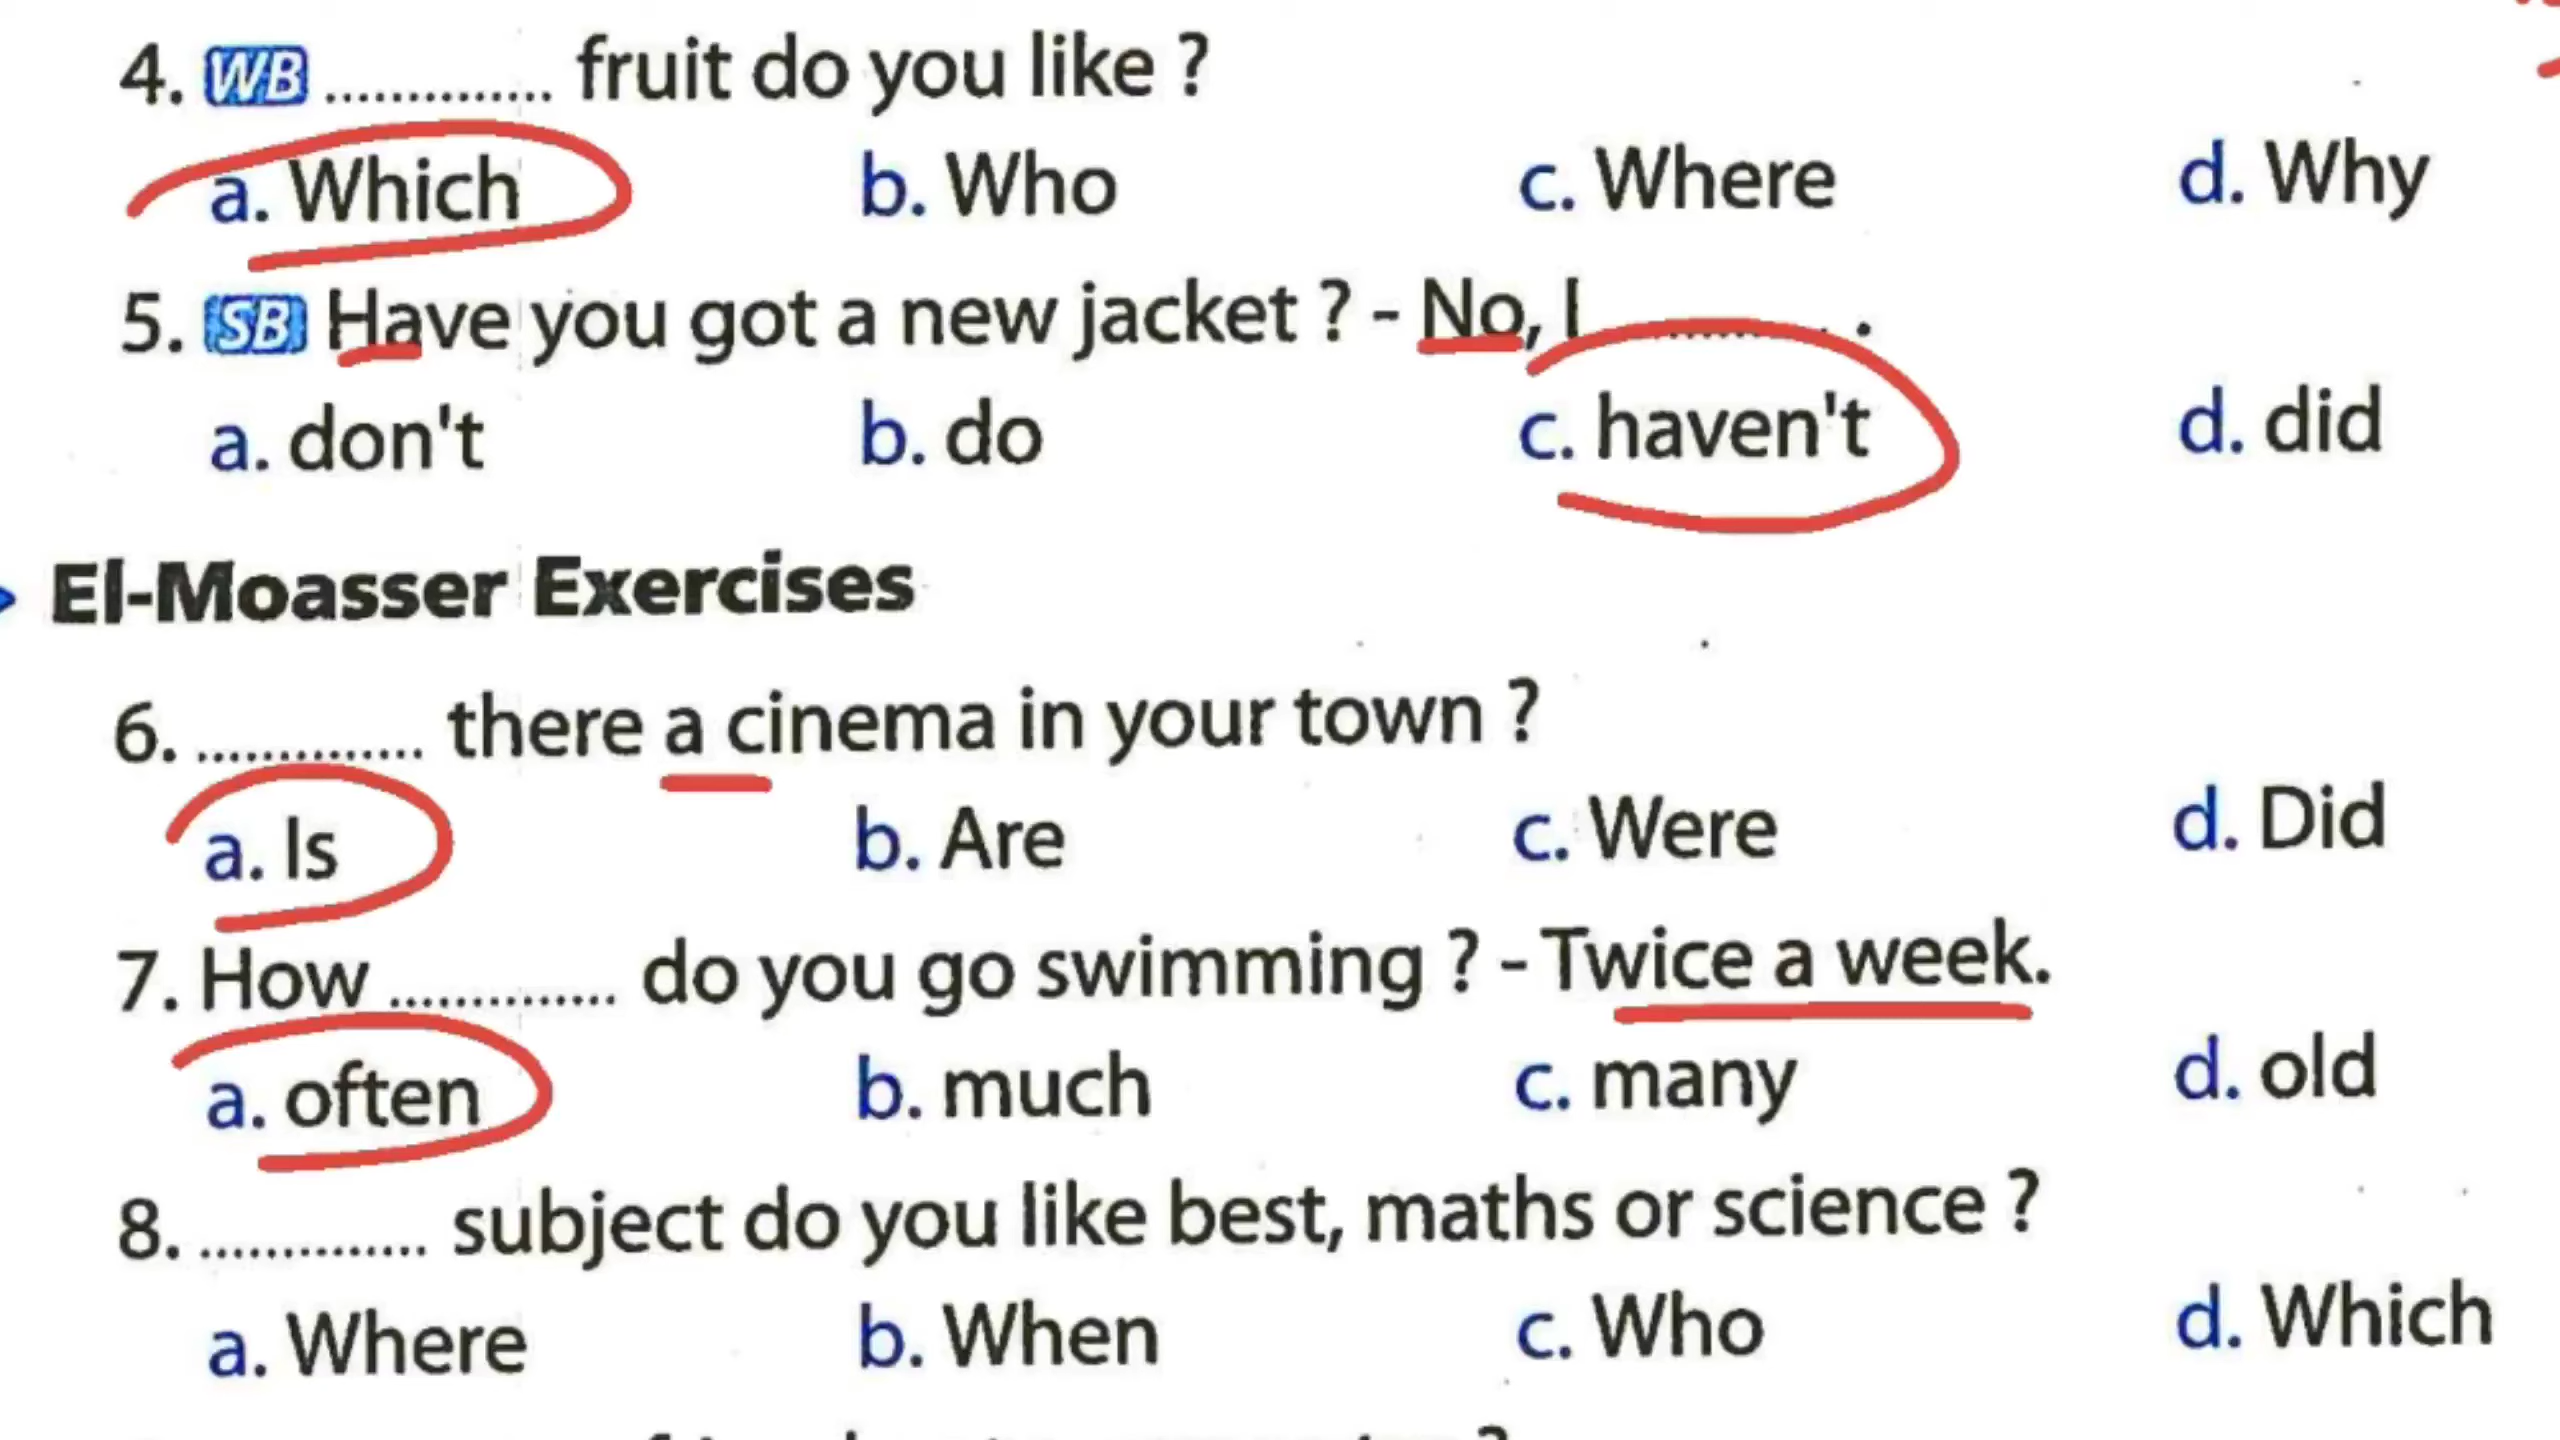 4. WB .............. fruit do you like ?
a. Which b. Who c. Where d. Why
5. SB Have you got a new jacket ? - No, I .............. .
a. don't b. do c. haven't d. did
El-Moasser Exercises
6. .............. there a cinema in your town ?
a. Is b. Are c. Were d. Did
7. How .............. do you go swimming ? - Twice a week.
a. often b. much c. many d. old
8. .............. subject do you like best, maths or science ?
a. Where b. When c. Who d. Which